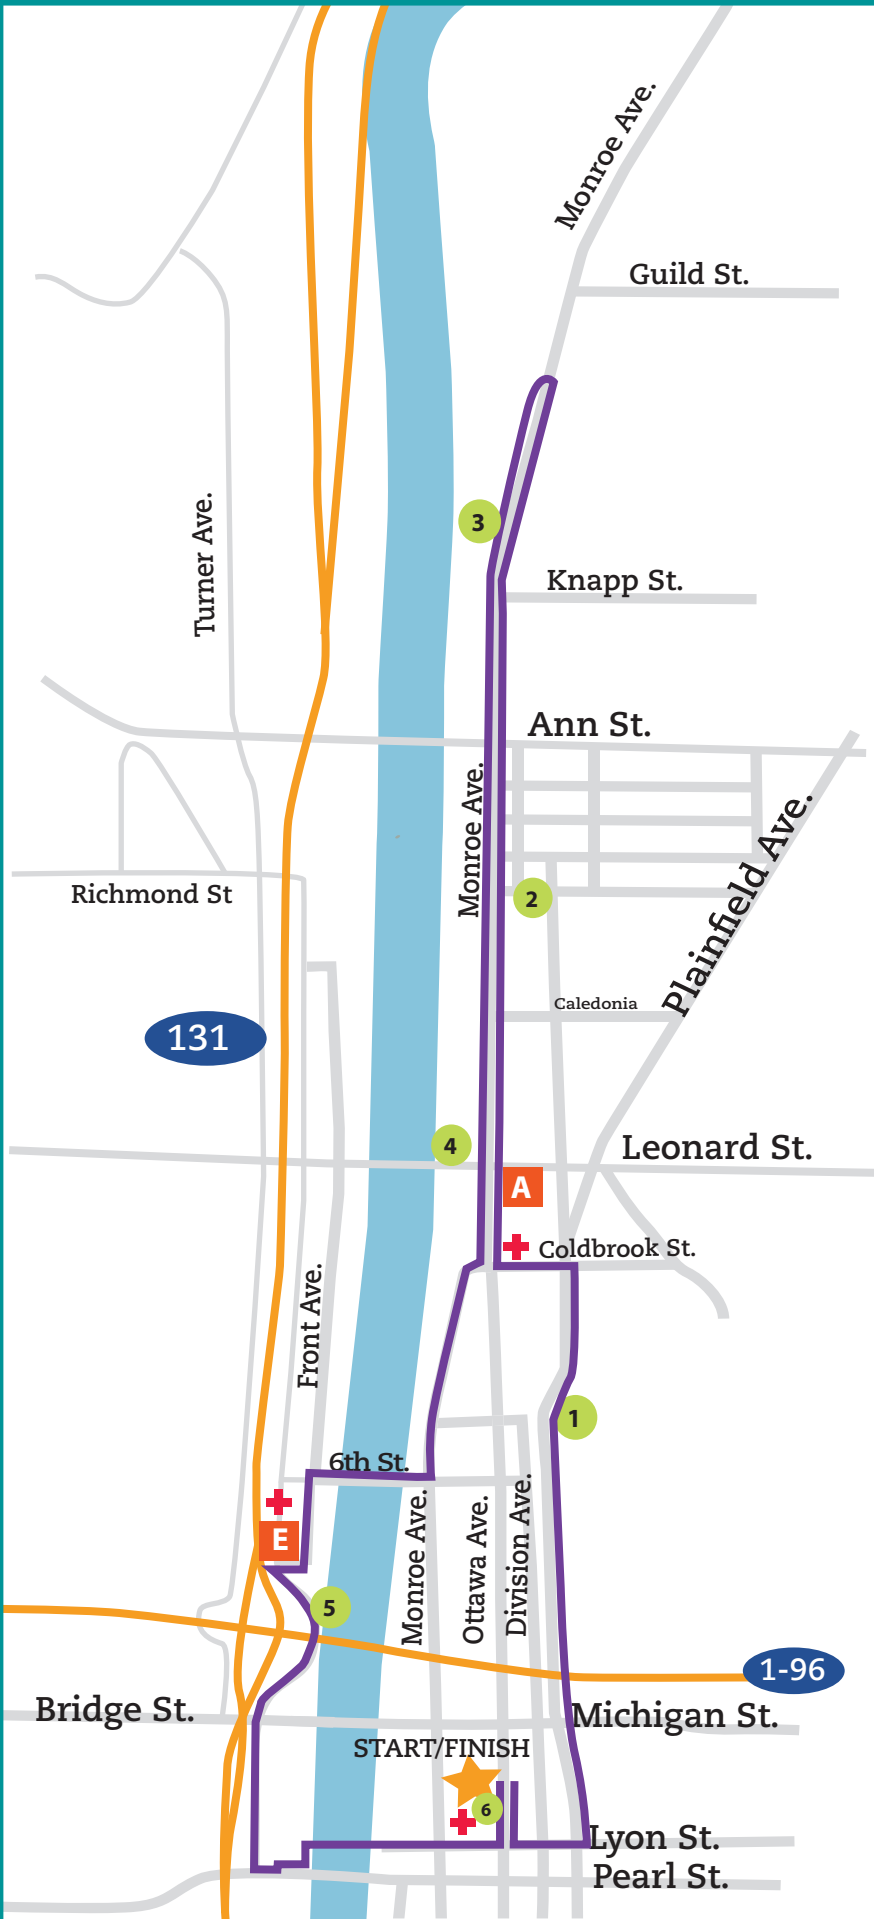 Monroe Ave.
Guild St.
3
Turner Ave.
Knapp St.
Ann St.
Monroe Ave.
Plainfield Ave.
Richmond St
2
Caledonia
131
4
Leonard St.
A
Coldbrook St.
Front Ave.
1
6th St.
E
Monroe Ave.
Ottawa Ave.
Division Ave.
5
1-96
Bridge St.
Michigan St.
START/FINISH
6
Lyon St.
Pearl St.